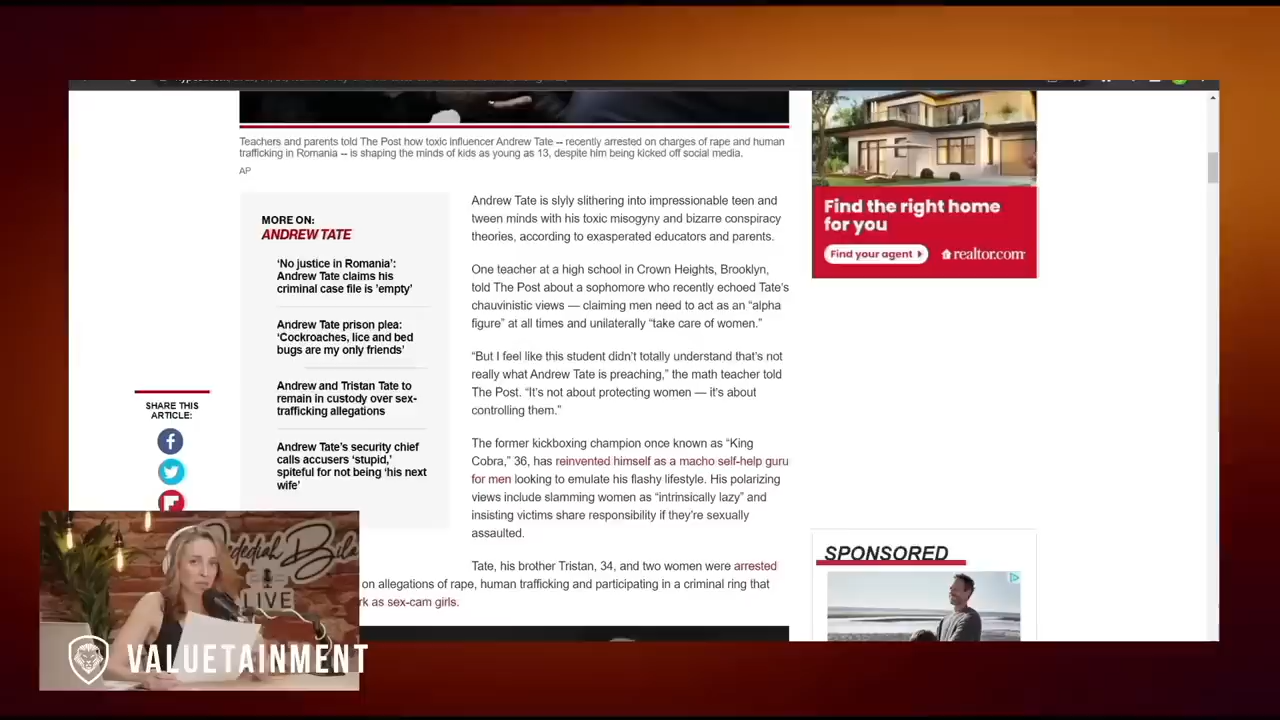 Teachers and parents told The Post how toxic influencer Andrew Tate -- recently arrested on charges of rape and human
trafficking in Romania -- is shaping the minds of kids as young as 13, despite him being kicked off social media.
AP
MORE ON:
ANDREW TATE
'No justice in Romania':
Andrew Tate claims his
criminal case file is 'empty'
Andrew Tate prison plea:
'Cockroaches, lice and bed
bugs are my only friends'
Andrew and Tristan Tate to
remain in custody over sex-
trafficking allegations
Andrew Tate's security chief
calls accusers 'stupid,'
spiteful for not being 'his next
wife'
SHARE THIS
ARTICLE:
Andrew Tate is slyly slithering into impressionable teen and
tween minds with his toxic misogyny and bizarre conspiracy
theories, according to exasperated educators and parents.
One teacher at a high school in Crown Heights, Brooklyn,
told The Post about a sophomore who recently echoed Tate's
chauvinistic views — claiming men need to act as an "alpha
figure" at all times and unilaterally "take care of women."
"But I feel like this student didn't totally understand that's not
really what Andrew Tate is preaching," the math teacher told
The Post. "It's not about protecting women — it's about
controlling them."
The former kickboxing champion once known as "King
Cobra," 36, has reinvented himself as a macho self-help guru
for men looking to emulate his flashy lifestyle. His polarizing
views include slamming women as "intrinsically lazy" and
insisting victims share responsibility if they're sexually
assaulted.
Tate, his brother Tristan, 34, and two women were arrested
on allegations of rape, human trafficking and participating in a criminal ring that
as sex-cam girls.
Find the right home
for you
Find your agent
realtor.com
SPONSORED
LIVE
VALUETAINMENT